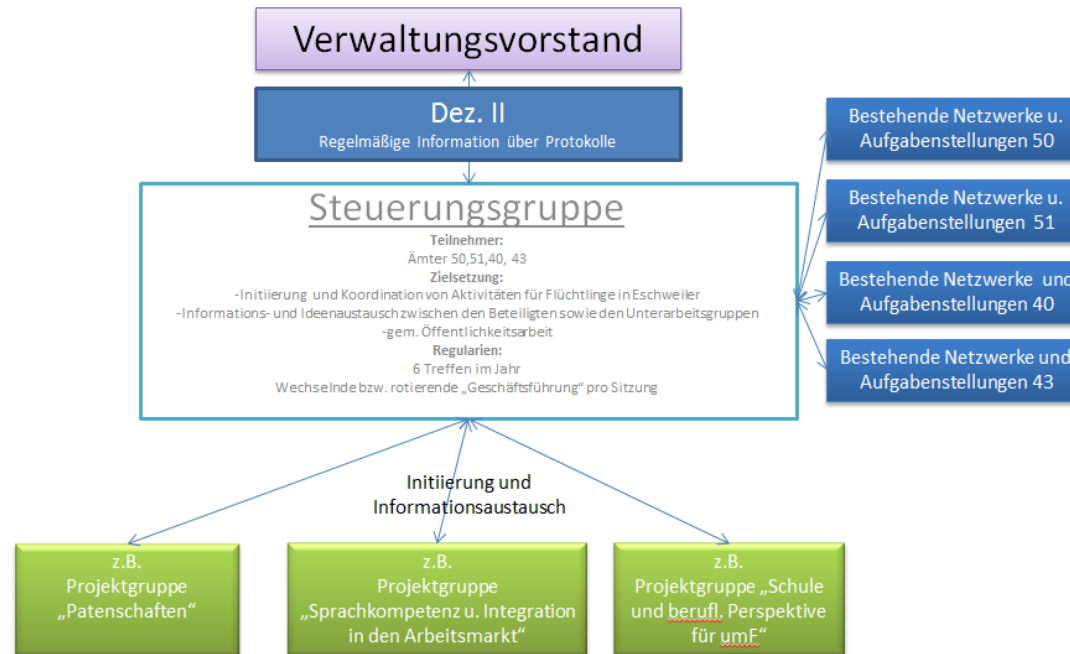 Verwaltungsvorstand
Dez. II
Regelmäßige Information über Protokolle
Steuerungsgruppe
Teilnehmer:
Ämter 50,51,40, 43
Zielsetzung:
-Initiierung und Koordination von Aktivitäten für Flüchtlinge in Eschweiler
-Informations- und Ideenaustausch zwischen den Beteiligten sowie den Unterarbeitsgruppen
-gem. Öffentlichkeitsarbeit
Regularien:
6 Treffen im Jahr
Wechselnde bzw. rotierende „Geschäftsführung“ pro Sitzung
Bestehende Netzwerke u.
Aufgabenstellungen 50
Bestehende Netzwerke u.
Aufgabenstellungen 51
Bestehende Netzwerke und
Aufgabenstellungen 40
Bestehende Netzwerke und
Aufgabenstellungen 43
Initiierung und
Informationsaustausch
z.B.
Projektgruppe
„Patenschaften“
z.B.
Projektgruppe
„Sprachkompetenz u. Integration
in den Arbeitsmarkt“
z.B.
Projektgruppe „Schule
und berufl. Perspektive
für umF“